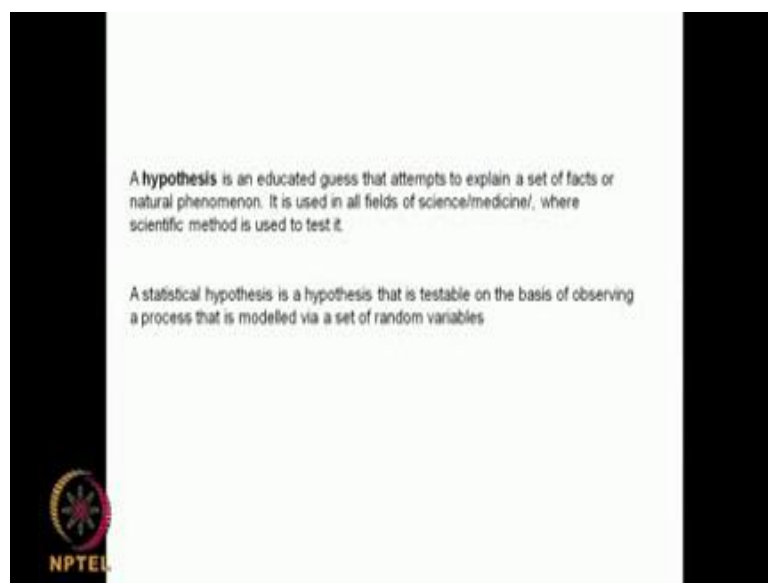 A hypothesis is an educated guess that attempts to explain a set of facts or
natural phenomenon. It is used in all fields of science/medicine/, where
scientific method is used to test it.
A statistical hypothesis is a hypothesis that is testable on the basis of observing
a process that is modelled via a set of random variables
NPTEL